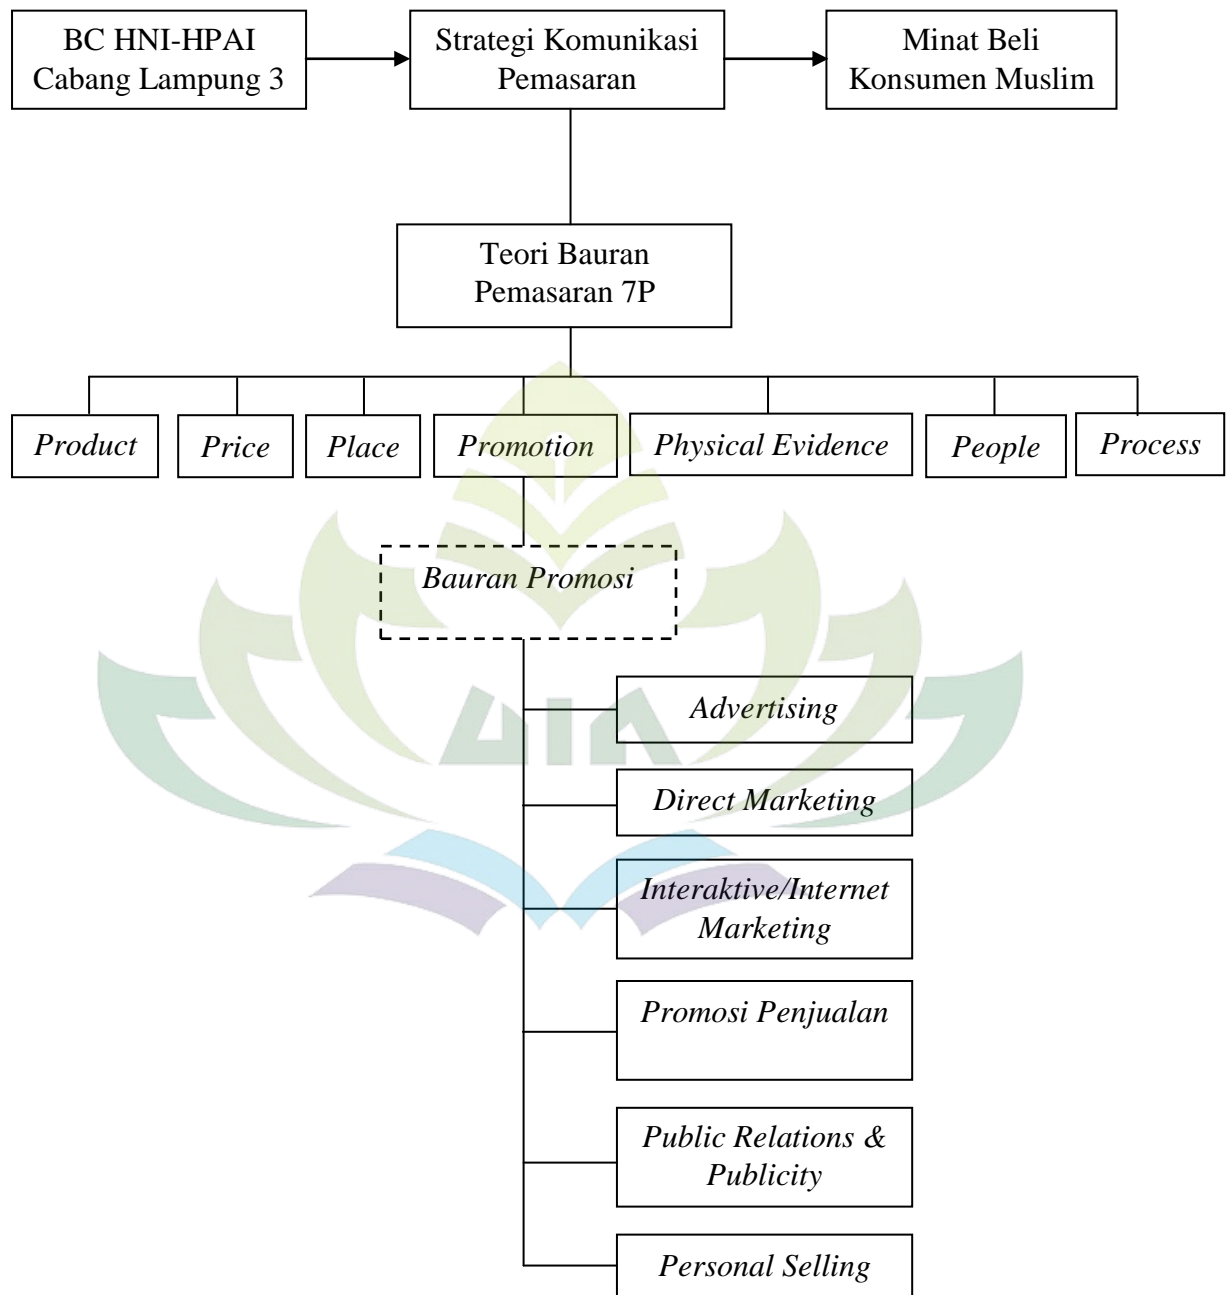 BC HNI-HPAI
Cabang Lampung 3
Strategi Komunikasi
Pemasaran
Minat Beli
Konsumen Muslim
Teori Bauran
Pemasaran 7P
Product
Price
Place
Promotion
Physical Evidence
People
Process
Bauran Promosi
UIN
Advertising
Direct Marketing
Interaktive/Internet
Marketing
Promosi Penjualan
Public Relations &
Publicity
Personal Selling